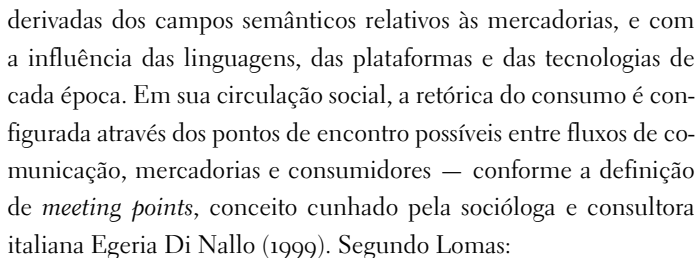 derivadas dos campos semânticos relativos às mercadorias, e com
a influência das linguagens, das plataformas e das tecnologias de
cada época. Em sua circulação social, a retórica do consumo é con-
figurada através dos pontos de encontro possíveis entre fluxos de co-
municação, mercadorias e consumidores — conforme a definição
de meeting points, conceito cunhado pela socióloga e consultora
italiana Egeria Di Nallo (1999). Segundo Lomas: